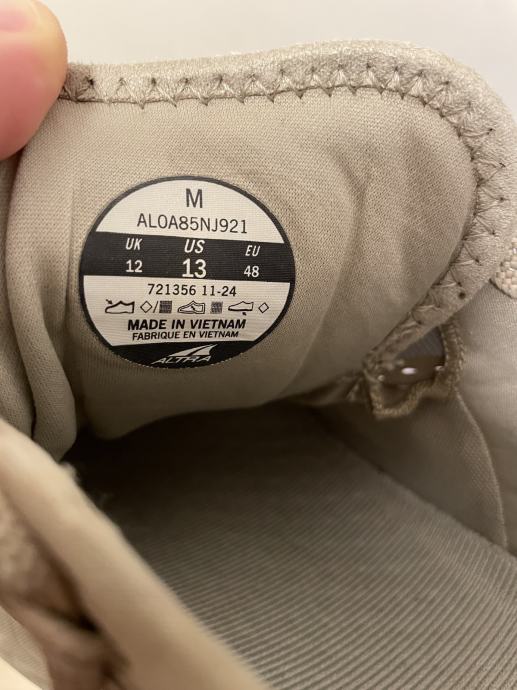 M
AL0A85NJ921
UK US EU
12 13 48
721356 11-24
MADE IN VIETNAM
FABRIQUE EN VIETNAM
ALTRA